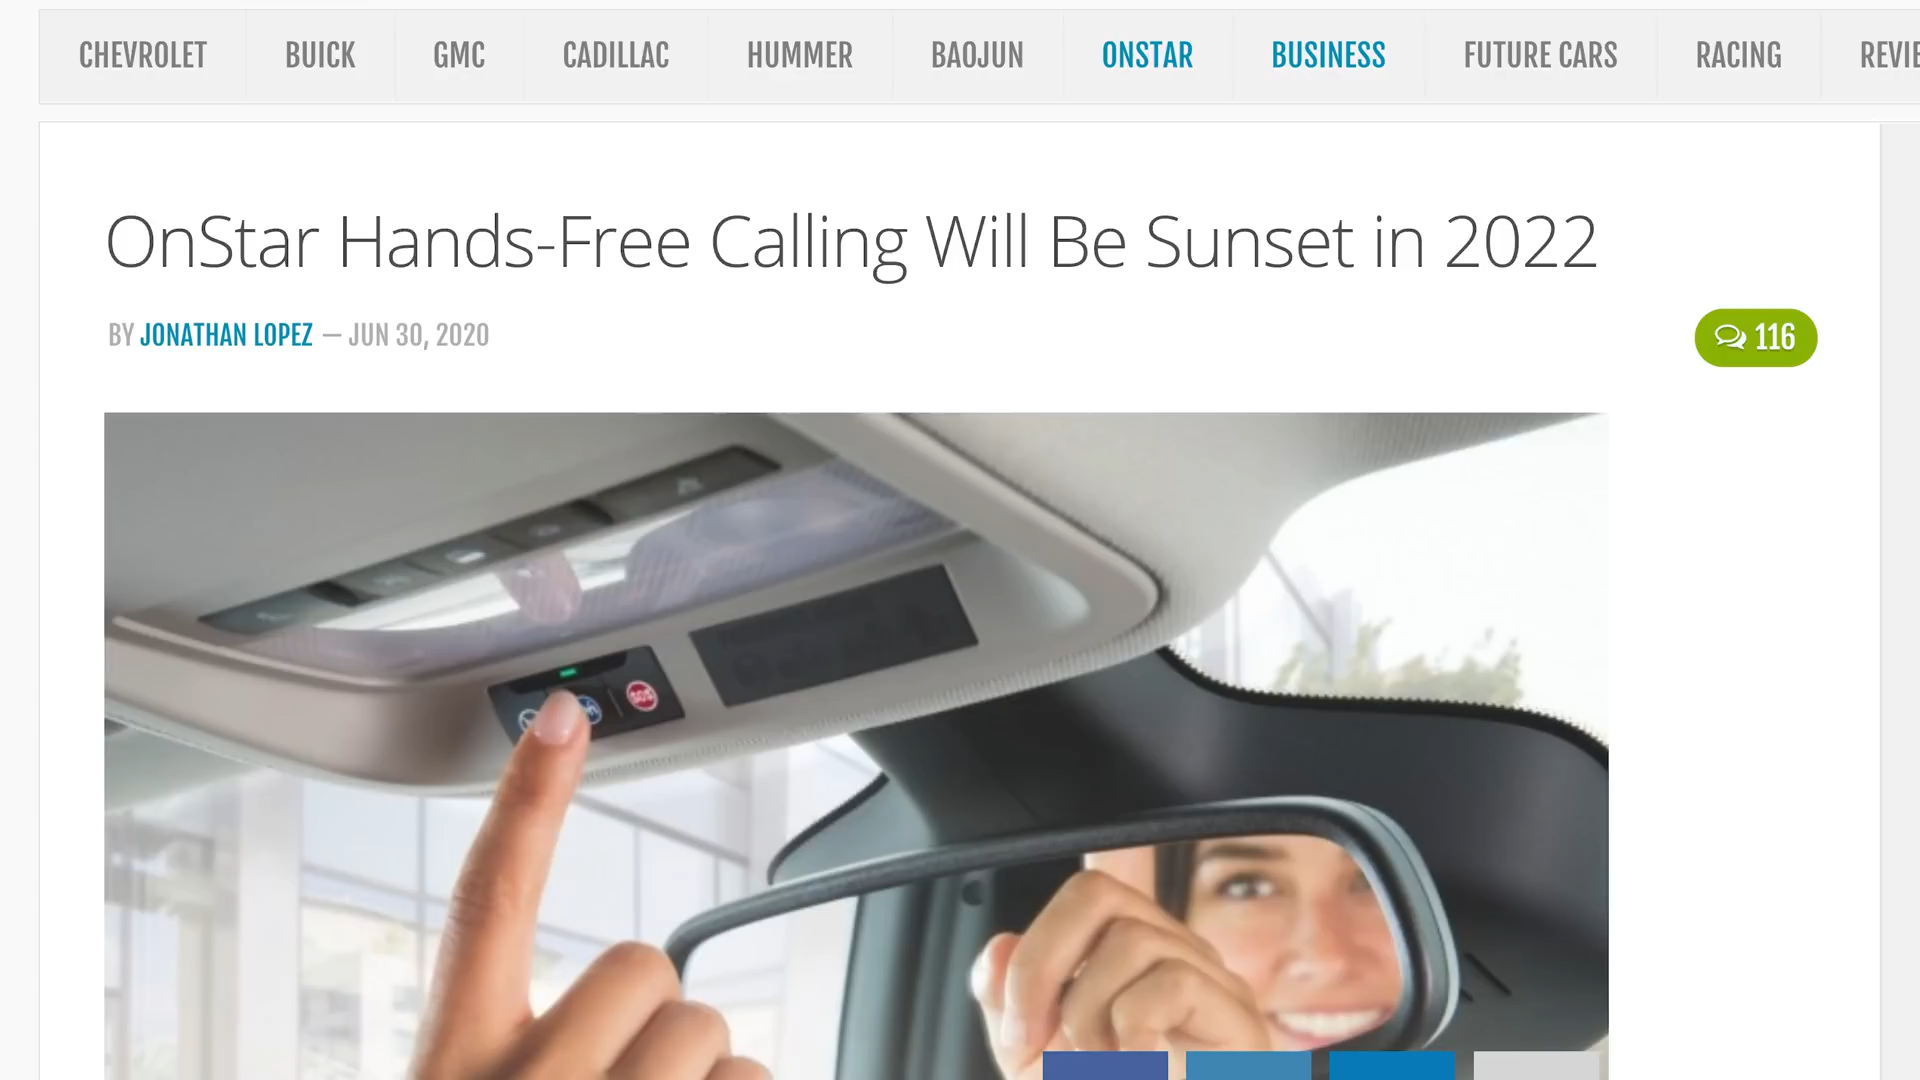 CHEVROLET BUICK GMC CADILLAC HUMMER BAOJUN ONSTAR BUSINESS FUTURE CARS RACING
OnStar Hands-Free Calling Will Be Sunset in 2022
BY JONATHAN LOPEZ — JUN 30, 2020
116
SOS